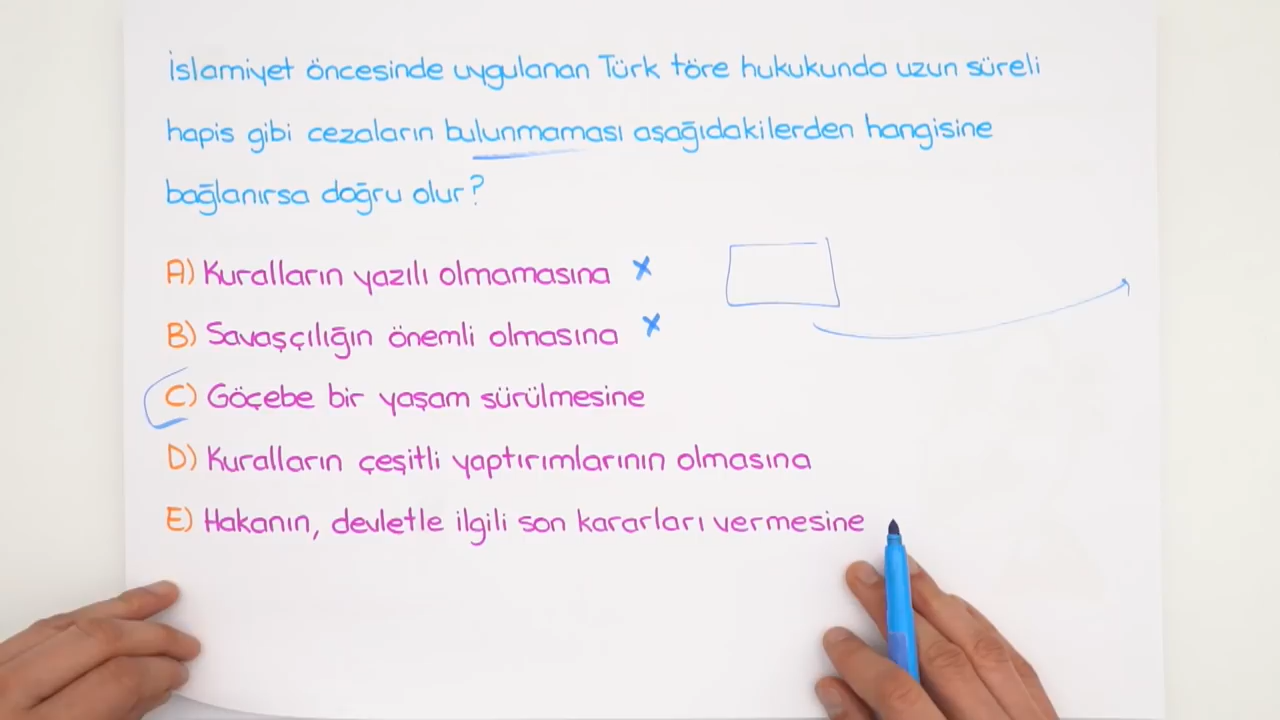 İslamiyet öncesinde uygulanan Türk töre hukukunda uzun süreli
hapis gibi cezaların bulunmaması aşağıdakilerden hangisine
bağlanırsa doğru olur?
A) Kuralların yazılı olmamasına x
B) Savaşçılığın önemli olmasına x
C) Göçebe bir yaşam sürülmesine
D) Kuralların çeşitli yaptırımlarının olmasına
E) Hakanın, devletle ilgili son kararları vermesine